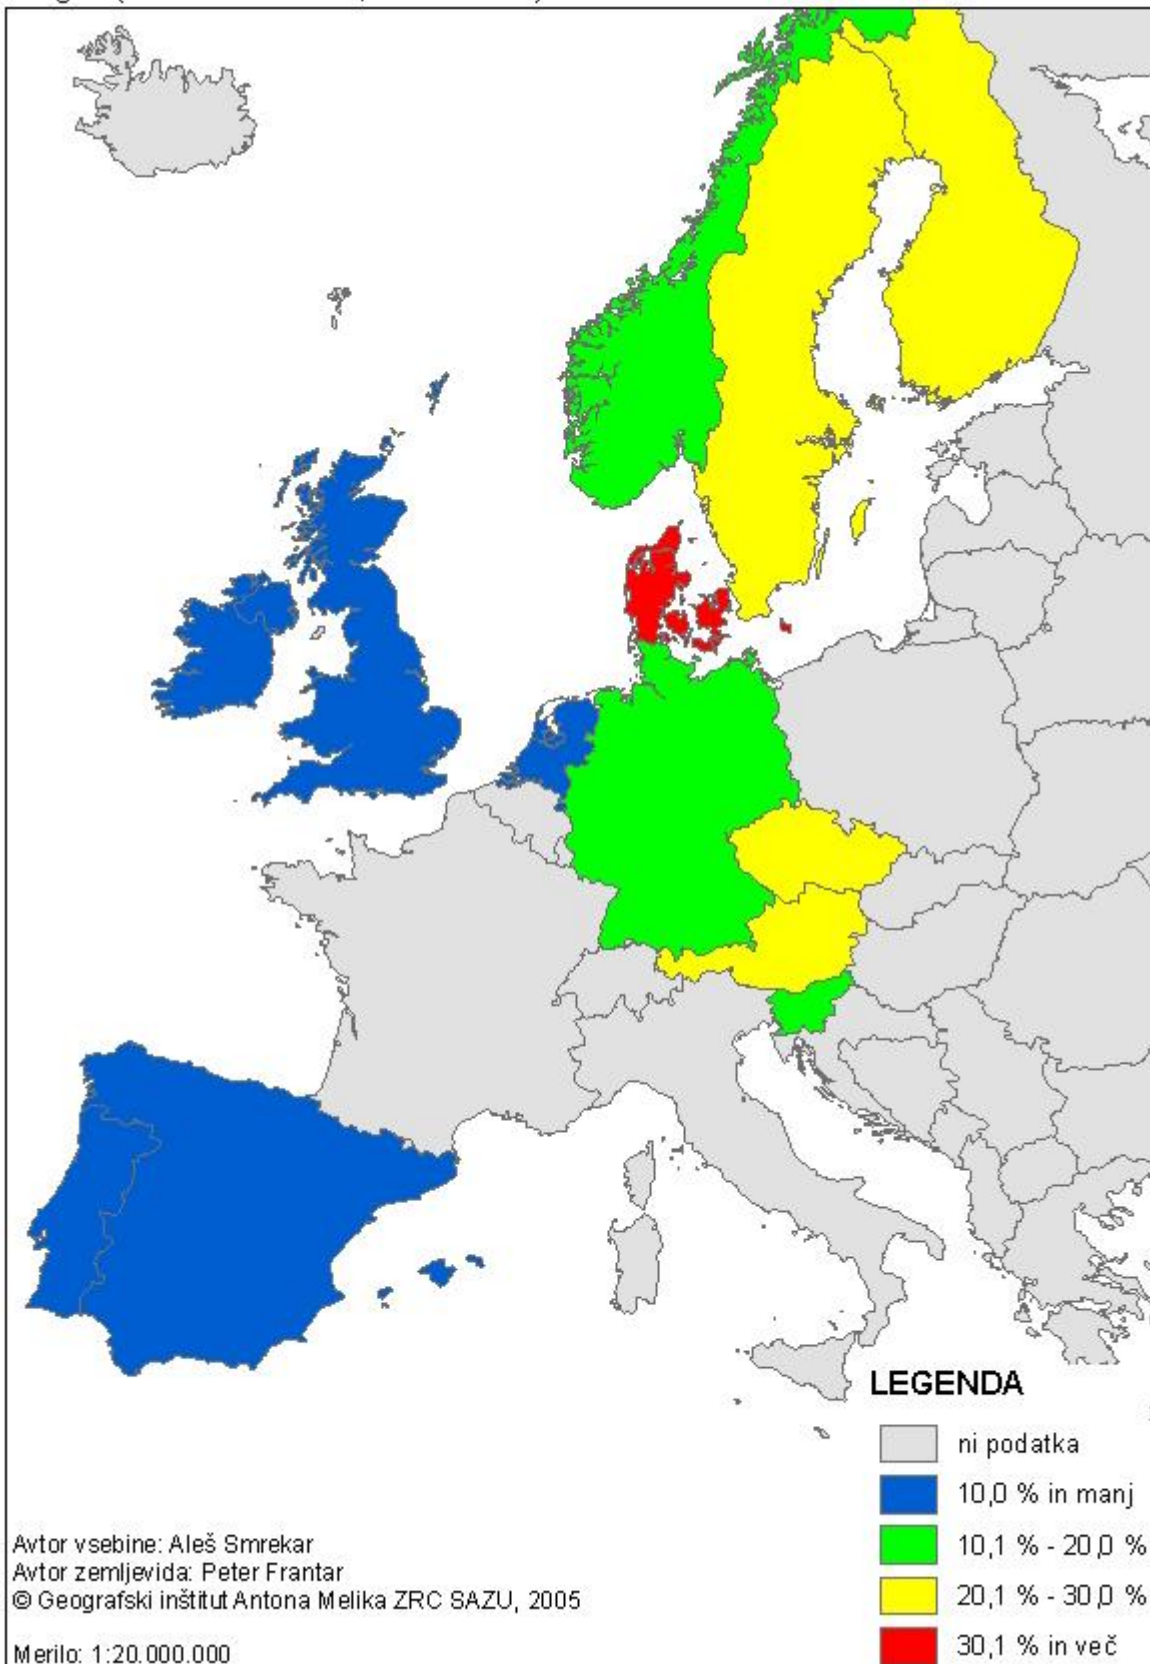 LEGENDA
ni podatka
10,0 % in manj
10,1 % - 20,0 %
20,1 % - 30,0 %
30,1 % in več
Avtor vsebine: Aleš Smrekar
Avtor zemljevida: Peter Frantar
© Geografski inštitut Antona Melika ZRC SAZU, 2005
Merilo: 1:20.000.000